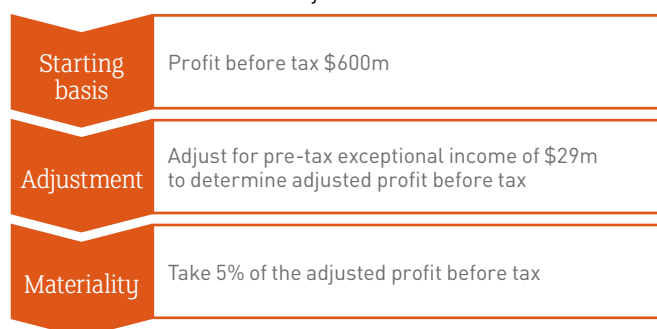 Starting
basis
Profit before tax $600m
Adjustment
Adjust for pre-tax exceptional income of $29m
to determine adjusted profit before tax
Materiality
Take 5% of the adjusted profit before tax